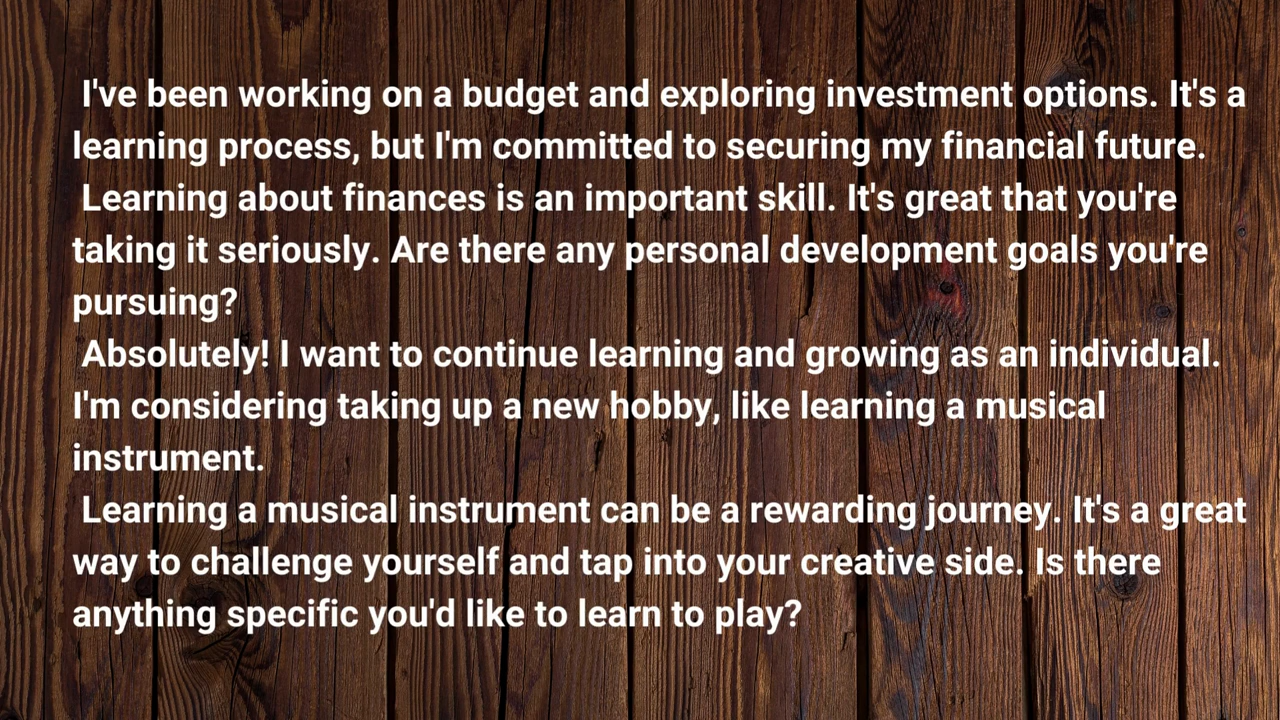 I've been working on a budget and exploring investment options. It's a
learning process, but I'm committed to securing my financial future.
Learning about finances is an important skill. It's great that you're
taking it seriously. Are there any personal development goals you're
pursuing?
Absolutely! I want to continue learning and growing as an individual.
I'm considering taking up a new hobby, like learning a musical
instrument.
Learning a musical instrument can be a rewarding journey. It's a great
way to challenge yourself and tap into your creative side. Is there
anything specific you'd like to learn to play?